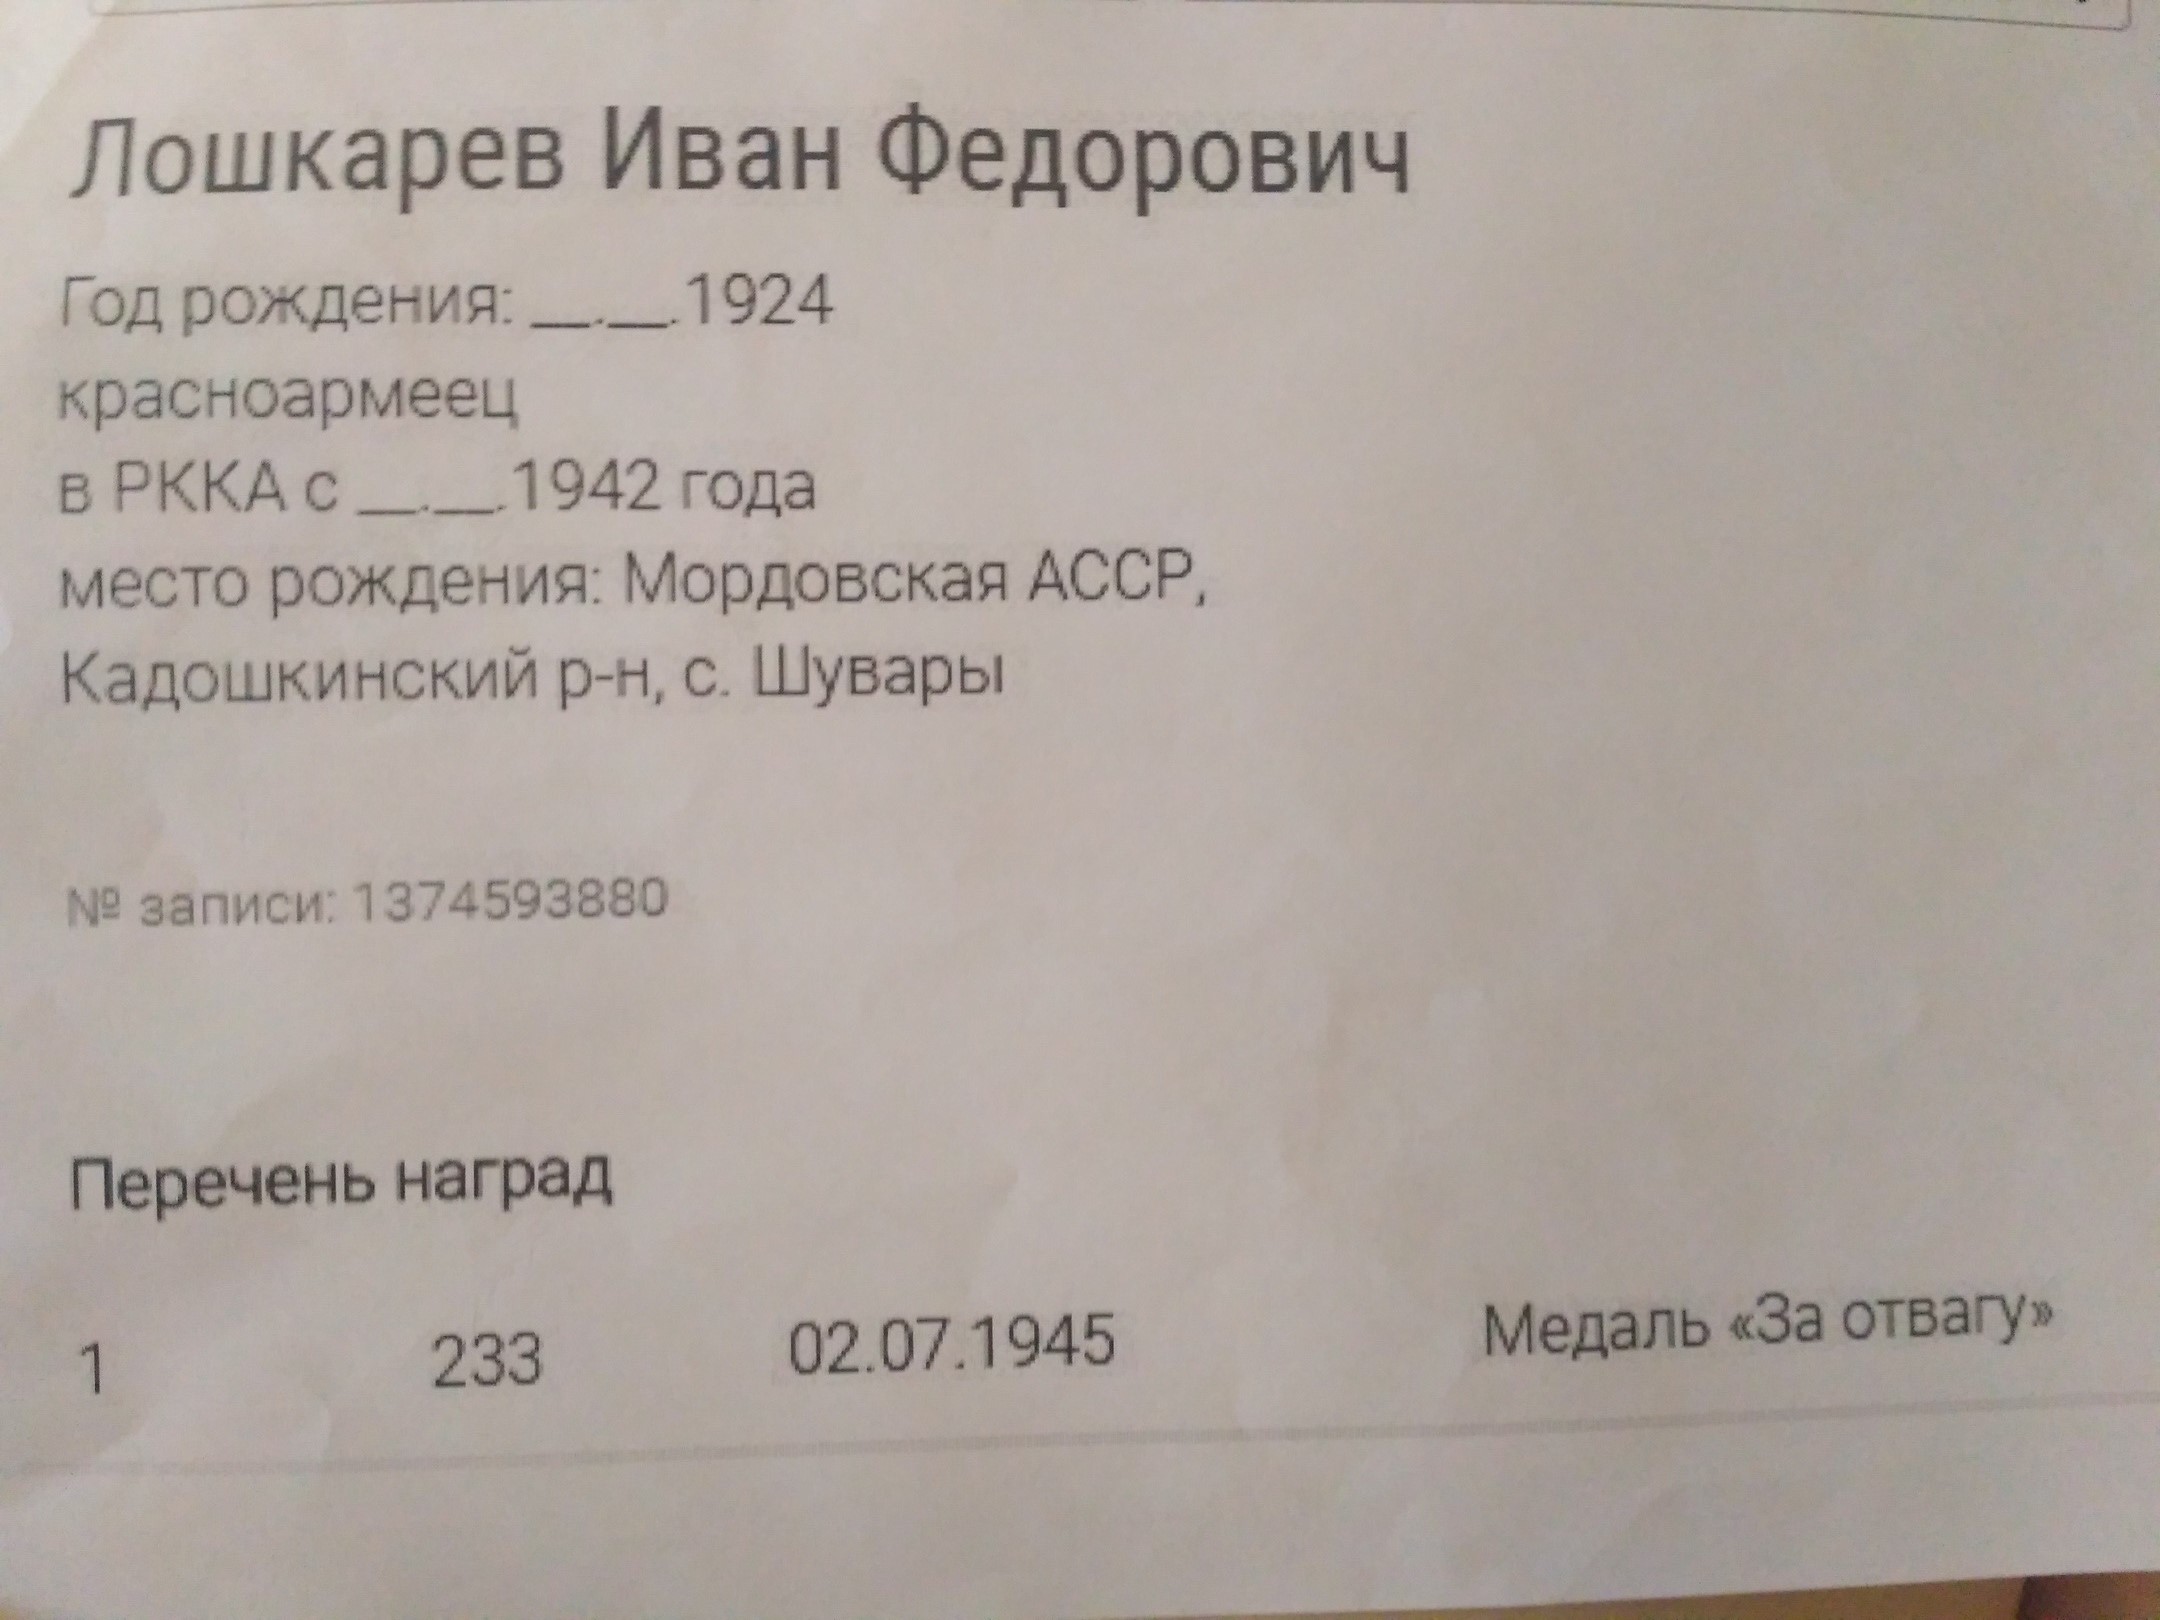 Лошкарев Иван Федорович
Год рождения: __.__.1924
красноармеец
в РККА с __.__.1942 года
место рождения: Мордовская АССР,
Кадошкинский р-н, с. Шувары
№ записи: 1374593880
Перечень наград
1 233 02.07.1945 Медаль «За отвагу»